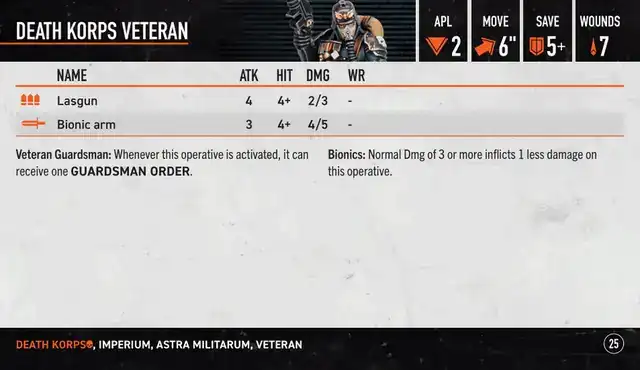 DEATH KORPS VETERAN
APL
2
MOVE
6"
SAVE
5+
WOUNDS
7
NAME ATK HIT DMG WR
Lasgun 4 4+ 2/3 -
Bionic arm 3 4+ 4/5 -
Veteran Guardsman: Whenever this operative is activated, it can
receive one GUARDSMAN ORDER.
Bionics: Normal Dmg of 3 or more inflicts 1 less damage on
this operative.
DEATH KORPS, IMPERIUM, ASTRA MILITARUM, VETERAN
25